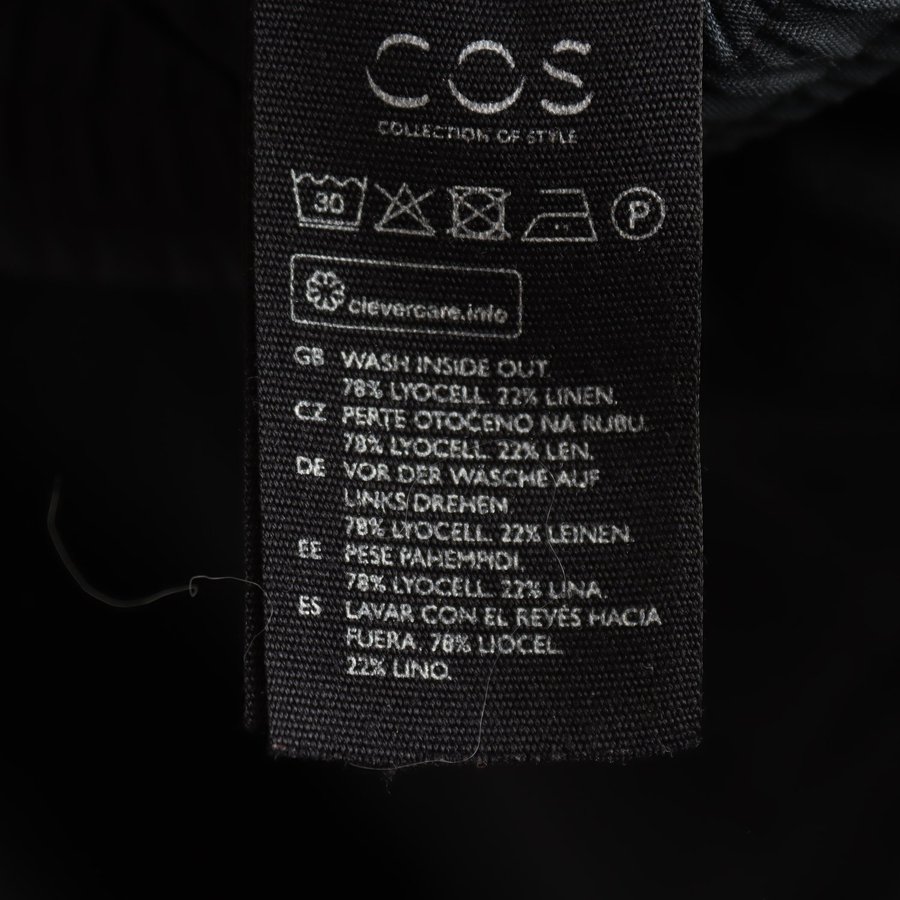 COS
COLLECTION OF STYLE
30
P
clevercare.info
GB WASH INSIDE OUT.
78% LYOCELL. 22% LINEN.
CZ PERTE OTOČENO NA RUBU.
78% LYOCELL. 22% LEN.
DE VOR DER WÄSCHE AUF
LINKS DREHEN
78% LYOCELL. 22% LEINEN.
EE PESE PAHEMPIDI.
78% LYOCELL. 22% LINA.
ES LAVAR CON EL REVÉS HACIA
FUERA. 78% LIOCEL.
22% LINO.